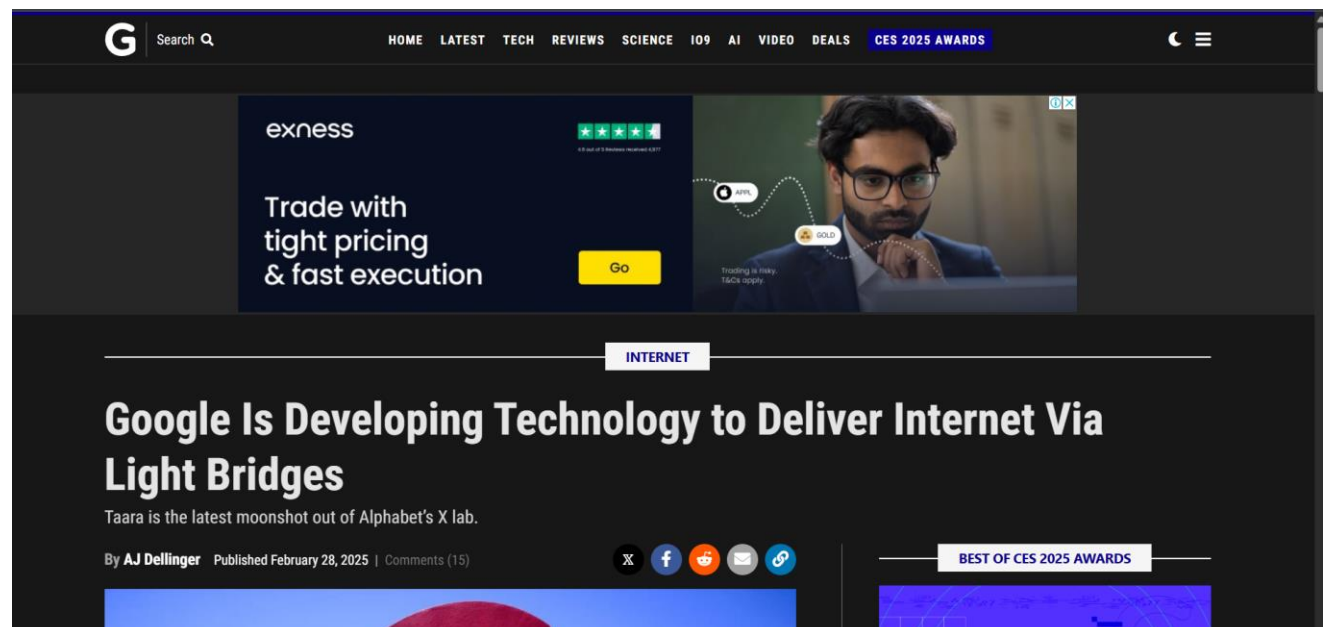 G Search
HOME LATEST TECH REVIEWS SCIENCE IO9 AI VIDEO DEALS CES 2025 AWARDS
exness
Trade with
tight pricing
& fast execution
Go
APPL
GOLD
Trading is risky.
T&Cs apply.
INTERNET
Google Is Developing Technology to Deliver Internet Via
Light Bridges
Taara is the latest moonshot out of Alphabet's X lab.
By AJ Dellinger Published February 28, 2025 | Comments (15)
BEST OF CES 2025 AWARDS